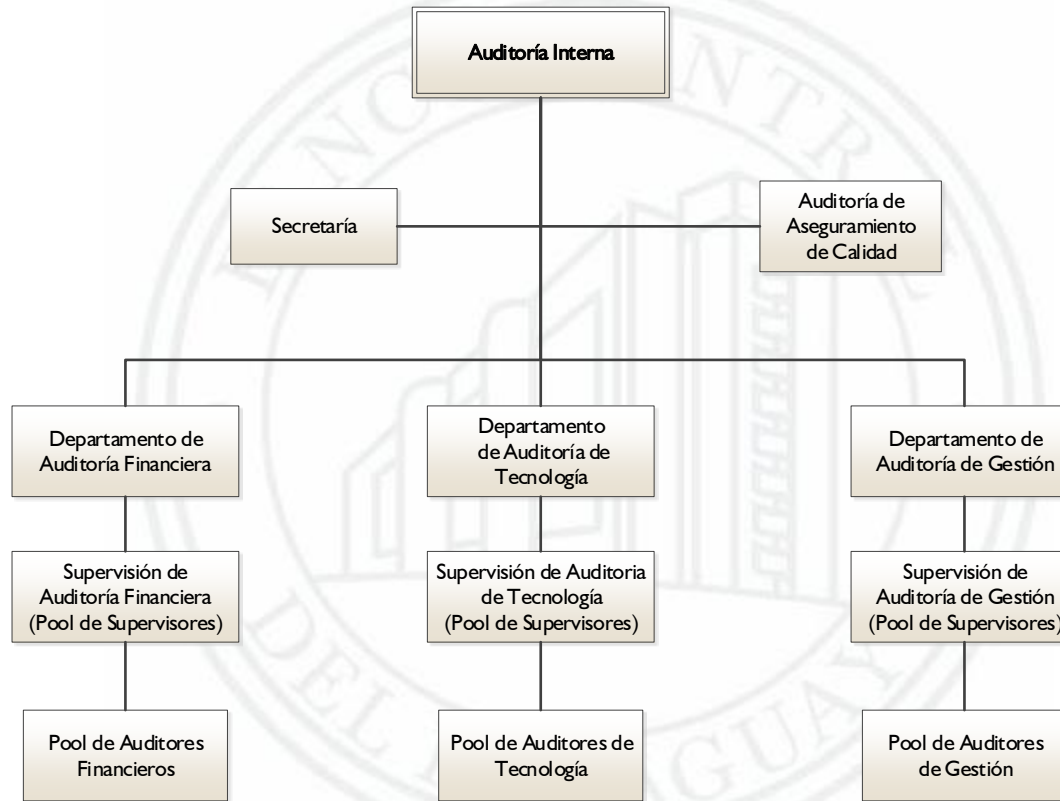 Auditoría Interna
Secretaría
Auditoría de
Aseguramiento
de Calidad
Departamento de
Auditoría Financiera
Departamento
de Auditoría de
Tecnología
Departamento de
Auditoría de Gestión
Supervisión de
Auditoría Financiera
(Pool de Supervisores)
Supervisión de Auditoria
de Tecnología
(Pool de Supervisores)
Supervisión de
Auditoría de Gestión
(Pool de Supervisores)
Pool de Auditores
Financieros
Pool de Auditores de
Tecnología
Pool de Auditores
de Gestión
DEL